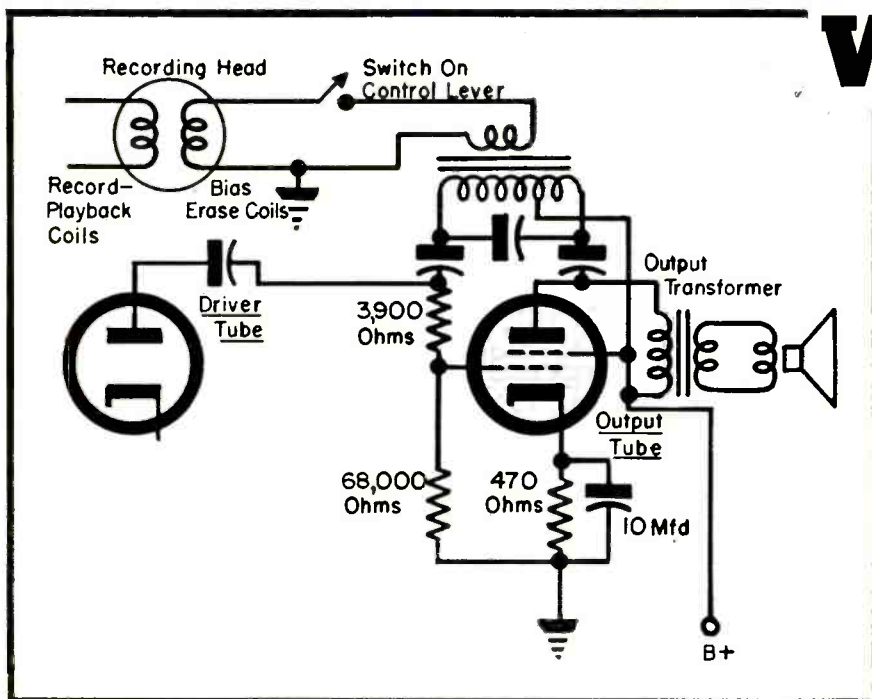 V
Recording Head
Switch On
Control Lever
Record-
Playback
Coils
Bias
Erase Coils
Driver
Tube
3,900
Ohms
Output
Transformer
Output
Tube
68,000
Ohms
470
Ohms
10 Mfd
B+